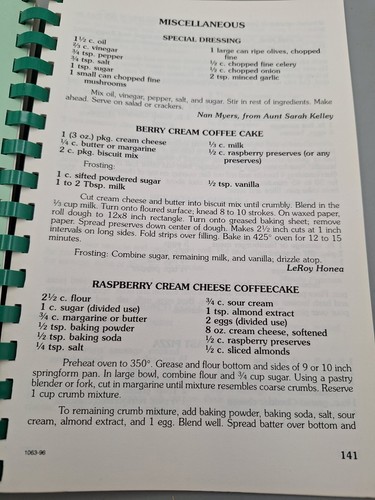 MISCELLANEOUS
SPECIAL DRESSING
1½ c. oil
⅔ c. vinegar
¾ tsp. pepper
¾ tsp. salt
1 tsp. sugar
1 small can chopped fine
mushrooms
1 large can ripe olives, chopped
fine
½ c. chopped fine celery
½ c. chopped onion
2 tsp. minced garlic
Mix oil, vinegar, pepper, salt, and sugar. Stir in rest of ingredients. Make
ahead. Serve on salad or crackers.
Nan Myers, from Aunt Sarah Kelley
BERRY CREAM COFFEE CAKE
1 (3 oz.) pkg. cream cheese
¼ c. butter or margarine
2 c. pkg. biscuit mix
⅓ c. milk
½ c. raspberry preserves (or any
preserves)
Frosting:
1 c. sifted powdered sugar
1 to 2 Tbsp. milk
½ tsp. vanilla
Cut cream cheese and butter into biscuit mix until crumbly. Blend in the
⅓ cup milk. Turn onto floured surface; knead 8 to 10 strokes. On waxed paper,
roll dough to 12x8 inch rectangle. Turn onto greased baking sheet; remove
paper. Spread preserves down center of dough. Makes 2½ inch cuts at 1 inch
intervals on long sides. Fold strips over filling. Bake in 425° oven for 12 to 15
minutes.
Frosting: Combine sugar, remaining milk, and vanilla; drizzle atop.
LeRoy Honea
RASPBERRY CREAM CHEESE COFFEECAKE
2½ c. flour
1 c. sugar (divided use)
¾ c. margarine or butter
½ tsp. baking powder
½ tsp. baking soda
¼ tsp. salt
¾ c. sour cream
1 tsp. almond extract
2 eggs (divided use)
8 oz. cream cheese, softened
½ c. raspberry preserves
½ c. sliced almonds
Preheat oven to 350°. Grease and flour bottom and sides of 9 or 10 inch
springform pan. In large bowl, combine flour and ¾ cup sugar. Using a pastry
blender or fork, cut in margarine until mixture resembles coarse crumbs. Reserve
1 cup crumb mixture.
To remaining crumb mixture, add baking powder, baking soda, salt, sour
cream, almond extract, and 1 egg. Blend well. Spread batter over bottom and
1063-96
141